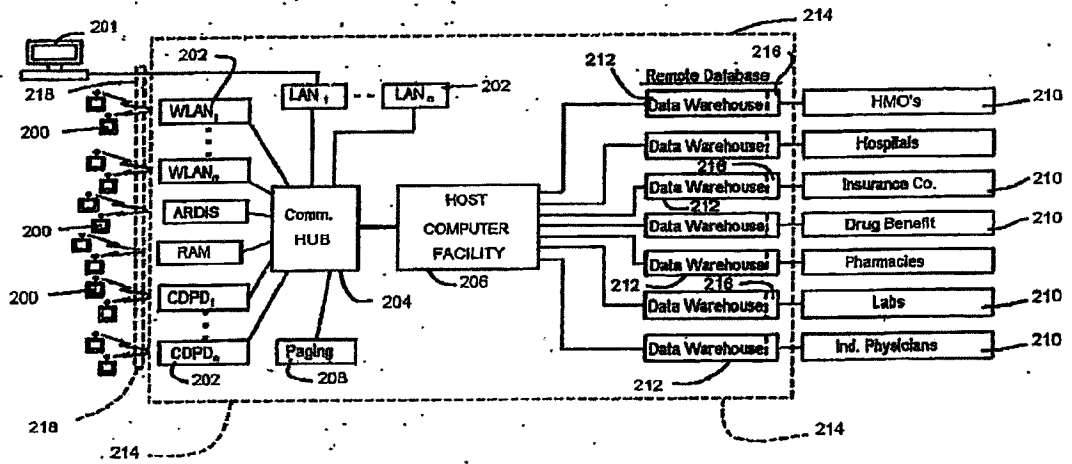 214
201
202
212
216
Remote Database
218
LAN1
LANn
202
Data Warehouse
HMO's
210
WLAN1
200
Data Warehouse
Hospitals
216
WLANn
Data Warehouse
Insurance Co.
210
212
ARDIS
Comm.
HUB
HOST
COMPUTER
FACILITY
Data Warehouse
Drug Benefit
210
200
RAM
Data Warehouse
Pharmacies
206
204
212
216
200
CDPD1
Data Warehouse
Labs
210
CDPDn
Paging
Data Warehouse
Ind. Physicians
210
202
208
212
218
214
214